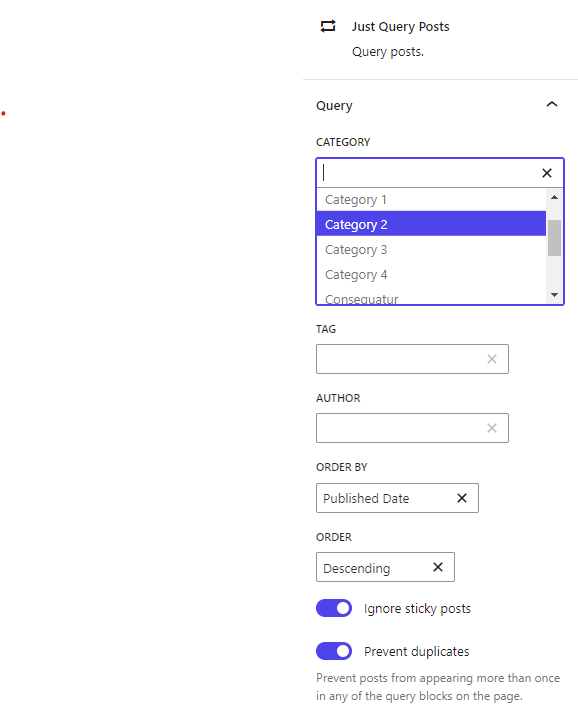 Just Query Posts
Query posts.
Query
CATEGORY
Category 1
Category 2
Category 3
Category 4
Consequatur
TAG
AUTHOR
ORDER BY
Published Date
ORDER
Descending
Ignore sticky posts
Prevent duplicates
Prevent posts from appearing more than once
in any of the query blocks on the page.